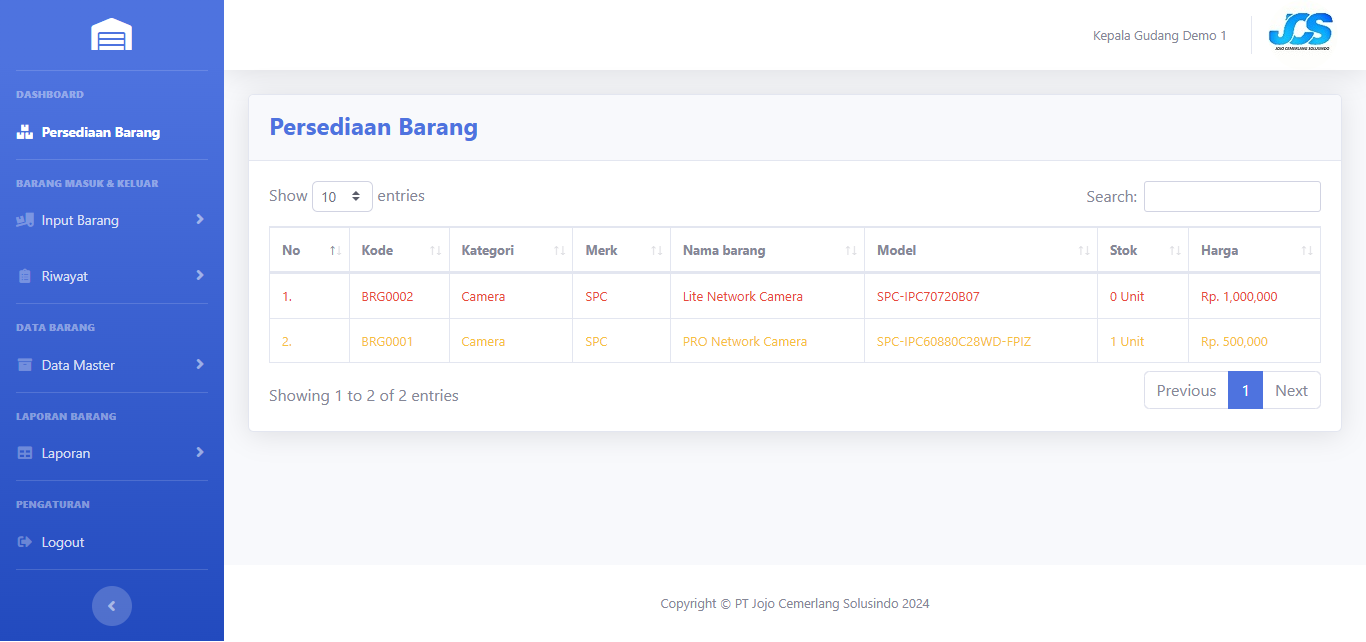 Kepala Gudang Demo 1
JCS
JOJO CEMERLANG SOLUSINDO
DASHBOARD
Persediaan Barang
BARANG MASUK & KELUAR
Input Barang
Riwayat
DATA BARANG
Data Master
LAPORAN BARANG
Laporan
PENGATURAN
Logout
Persediaan Barang
Show 10 entries
Search:
No Kode Kategori Merk Nama barang Model Stok Harga
1. BRG0002 Camera SPC Lite Network Camera SPC-IPC70720B07 0 Unit Rp. 1,000,000
2. BRG0001 Camera SPC PRO Network Camera SPC-IPC60880C28WD-FPIZ 1 Unit Rp. 500,000
Showing 1 to 2 of 2 entries
Previous 1 Next
Copyright © PT Jojo Cemerlang Solusindo 2024